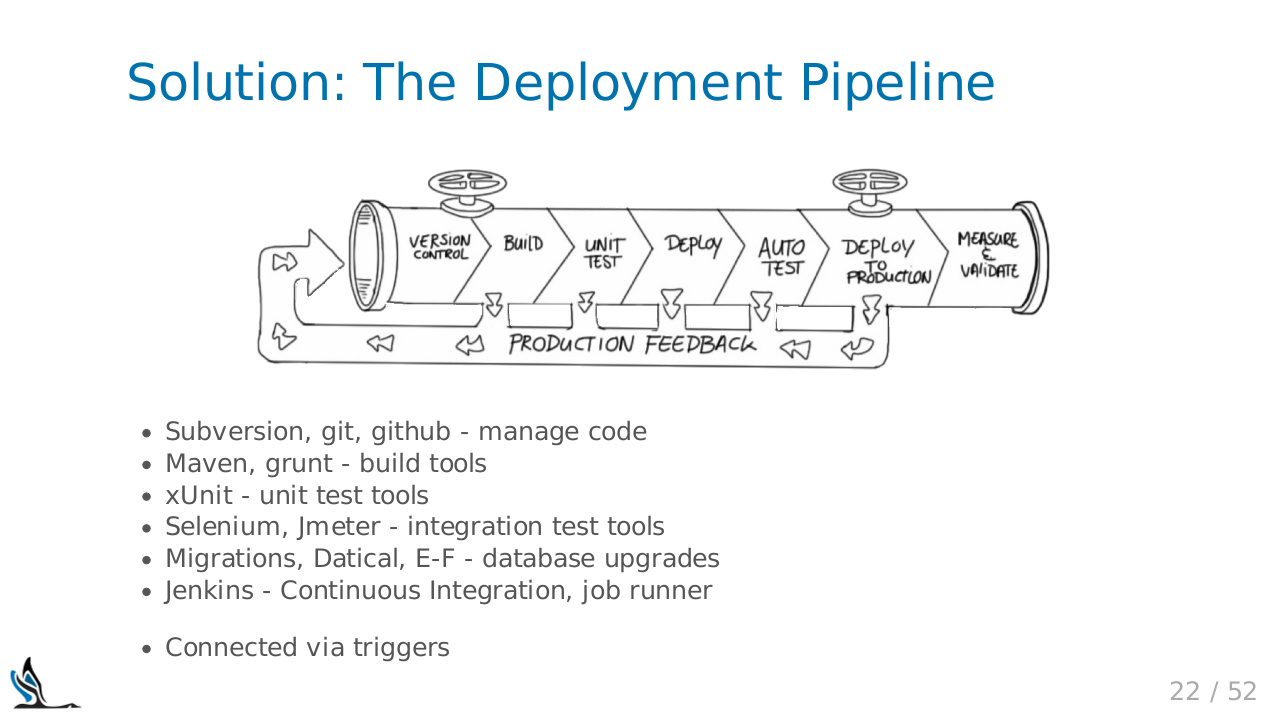 Solution: The Deployment Pipeline
VERSION
CONTROL
BUILD
UNIT
TEST
DEPLOY
AUTO
TEST
DEPLOY
TO
PRODUCTION
MEASURE
&
VALIDATE
PRODUCTION FEEDBACK
• Subversion, git, github - manage code
• Maven, grunt - build tools
• xUnit - unit test tools
• Selenium, Jmeter - integration test tools
• Migrations, Datical, E-F - database upgrades
• Jenkins - Continuous Integration, job runner
• Connected via triggers
22 / 52